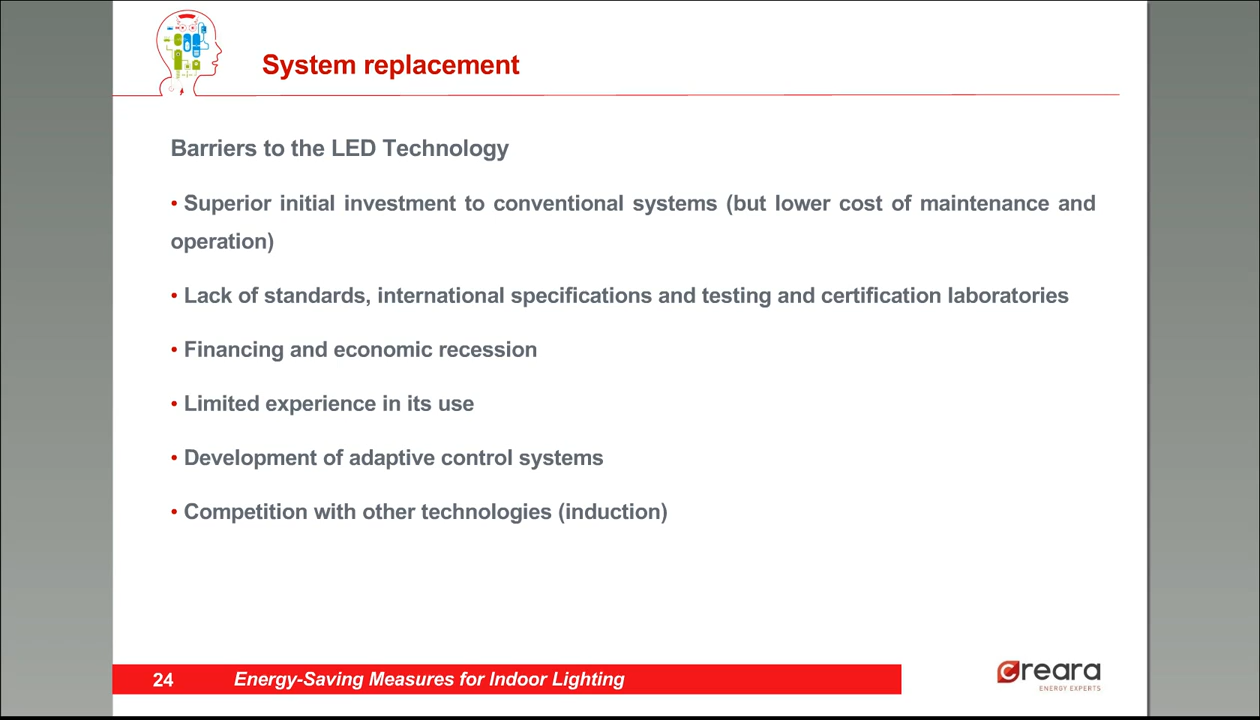 System replacement
Barriers to the LED Technology
• Superior initial investment to conventional systems (but lower cost of maintenance and
operation)
• Lack of standards, international specifications and testing and certification laboratories
• Financing and economic recession
• Limited experience in its use
• Development of adaptive control systems
• Competition with other technologies (induction)
24 Energy-Saving Measures for Indoor Lighting
creara
ENERGY EXPERTS